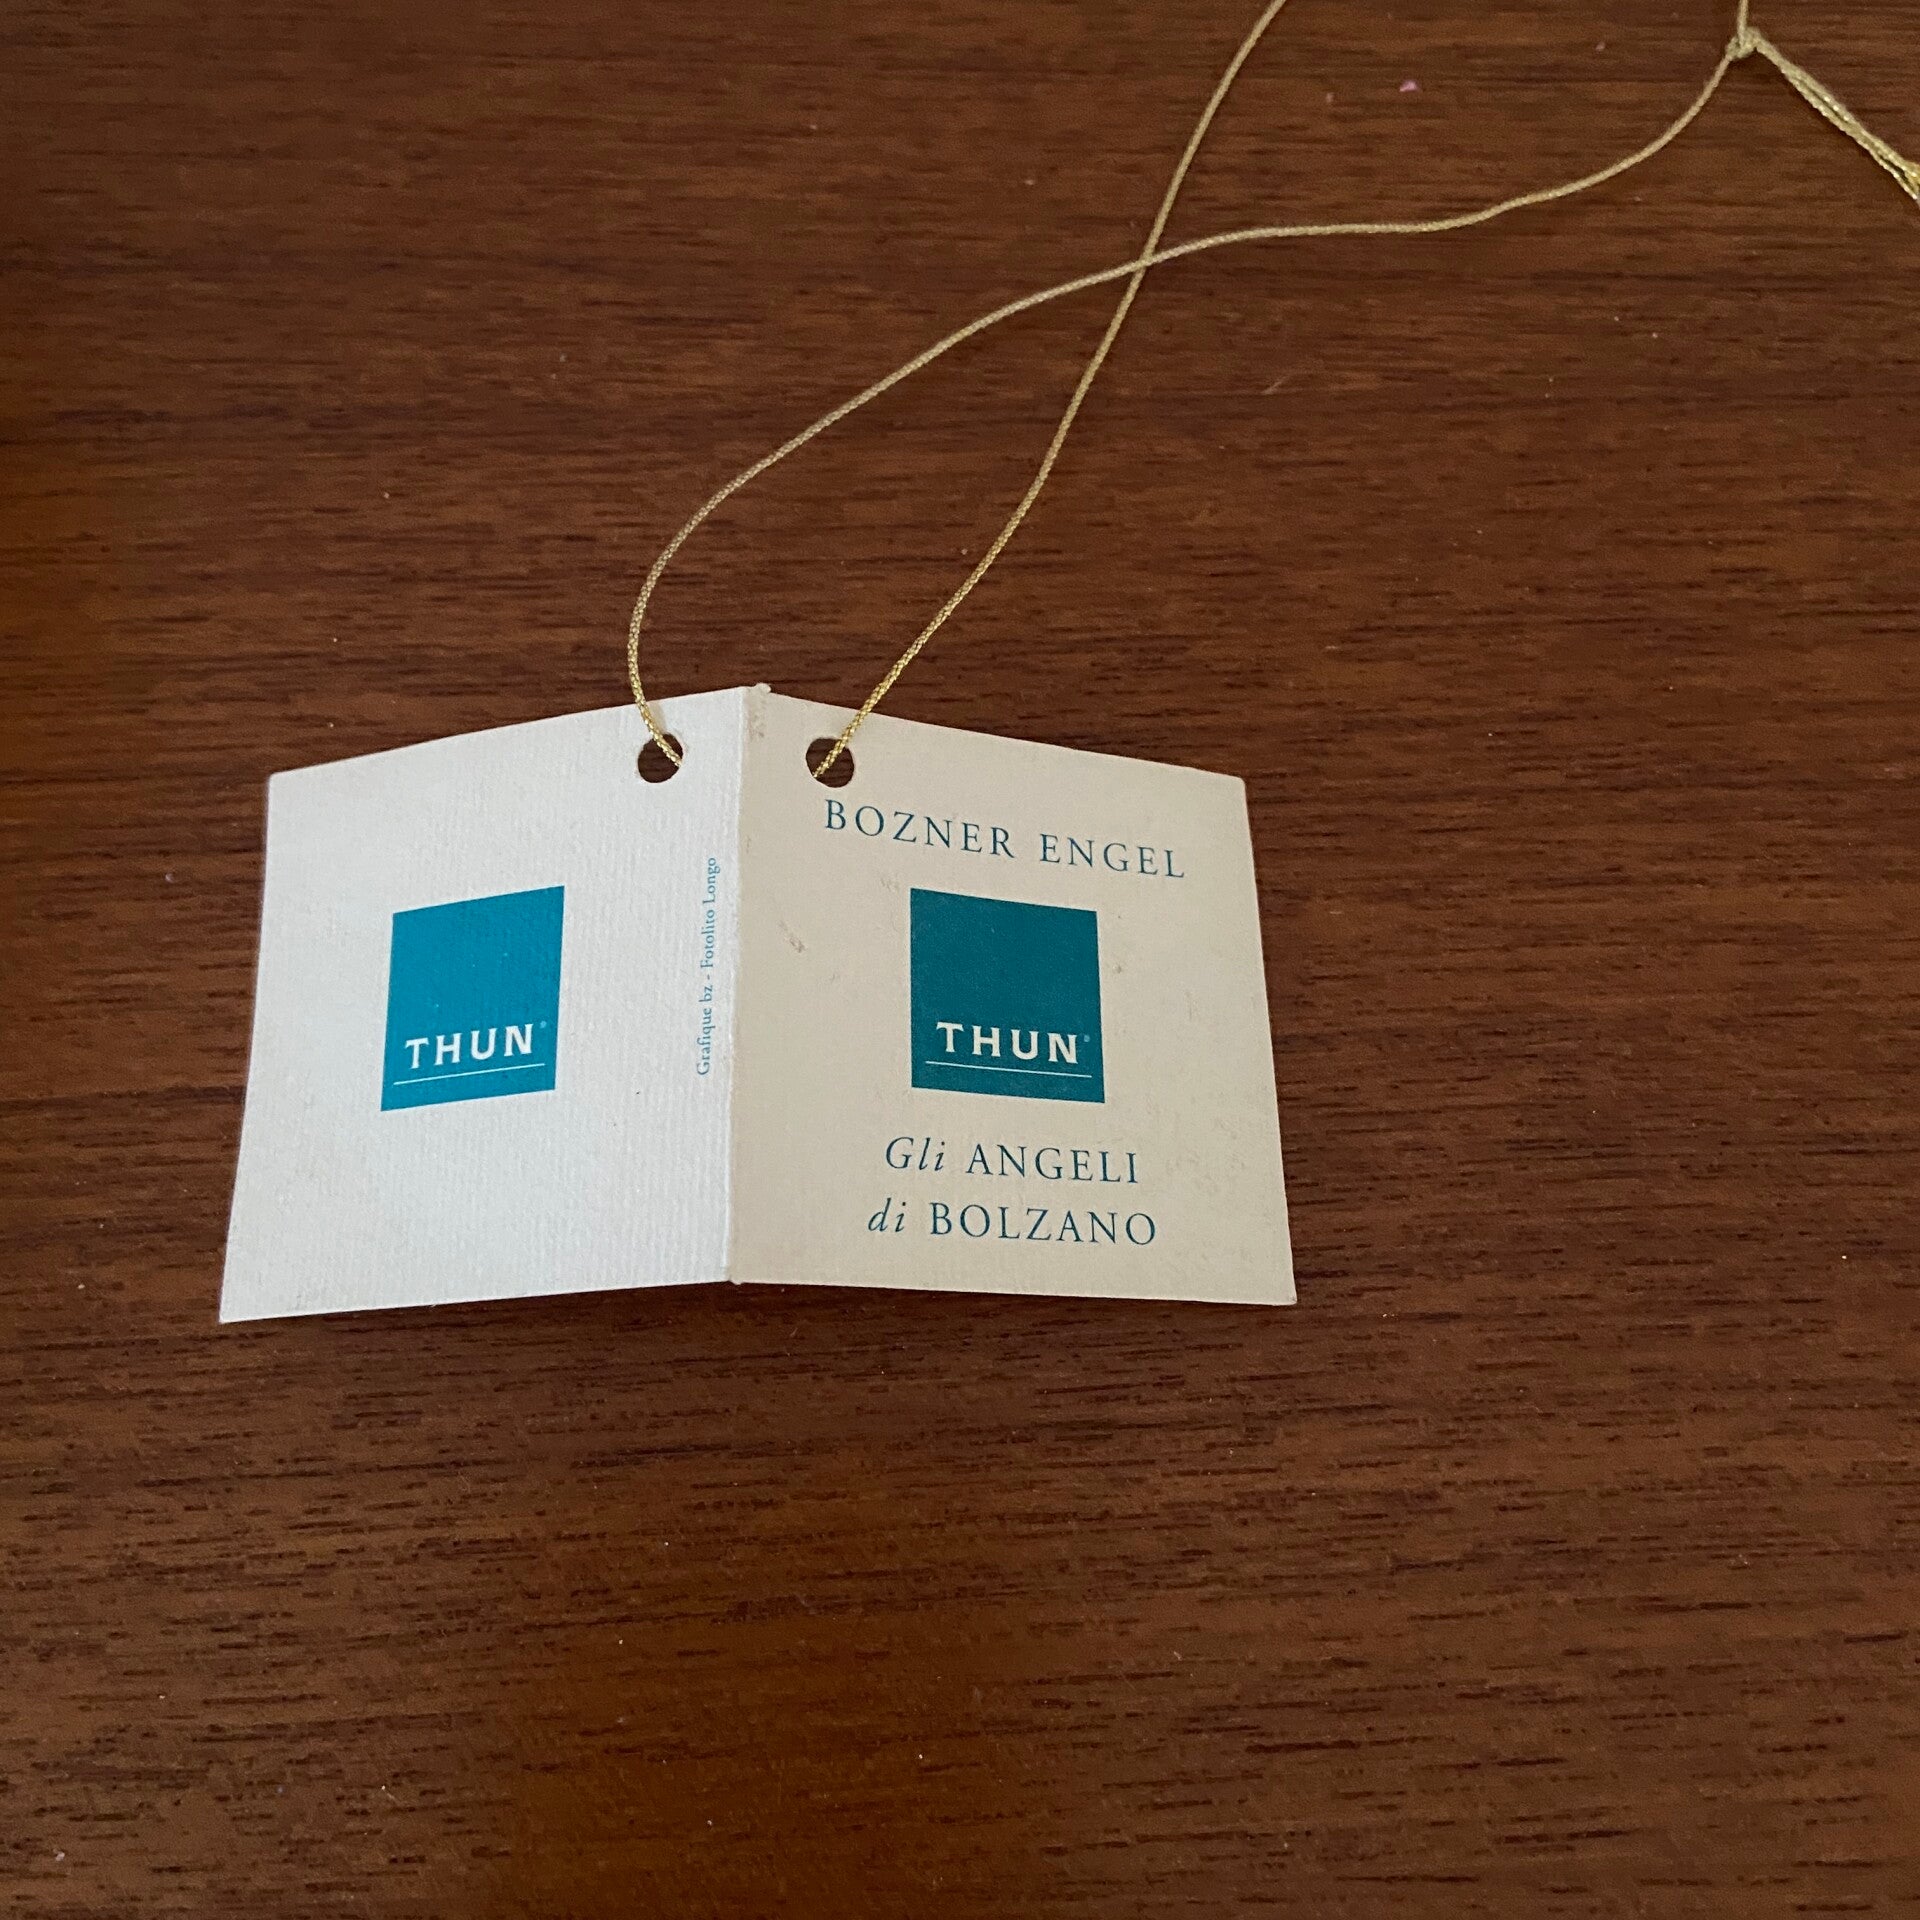 THUN®
Grafique bz - Fotolito Longo
BOZNER ENGEL
THUN®
Gli ANGELI
di BOLZANO